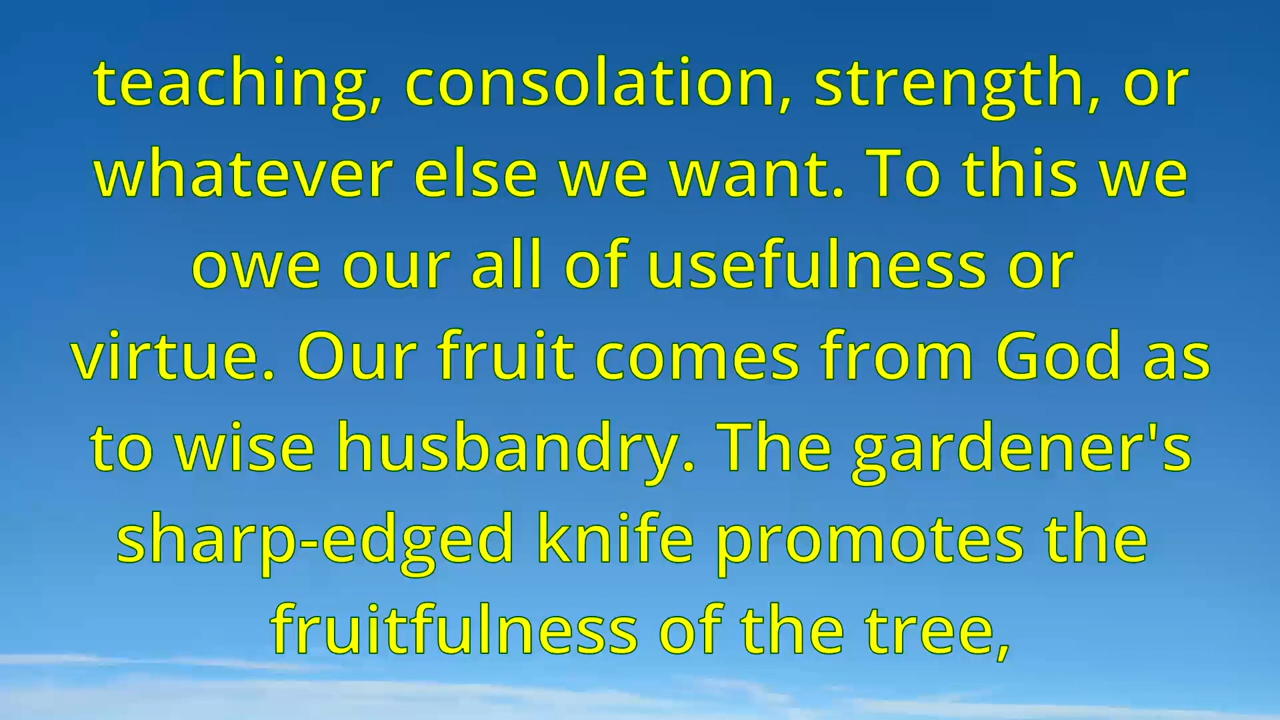 teaching, consolation, strength, or
whatever else we want. To this we
owe our all of usefulness or
virtue. Our fruit comes from God as
to wise husbandry. The gardener's
sharp-edged knife promotes the
fruitfulness of the tree,